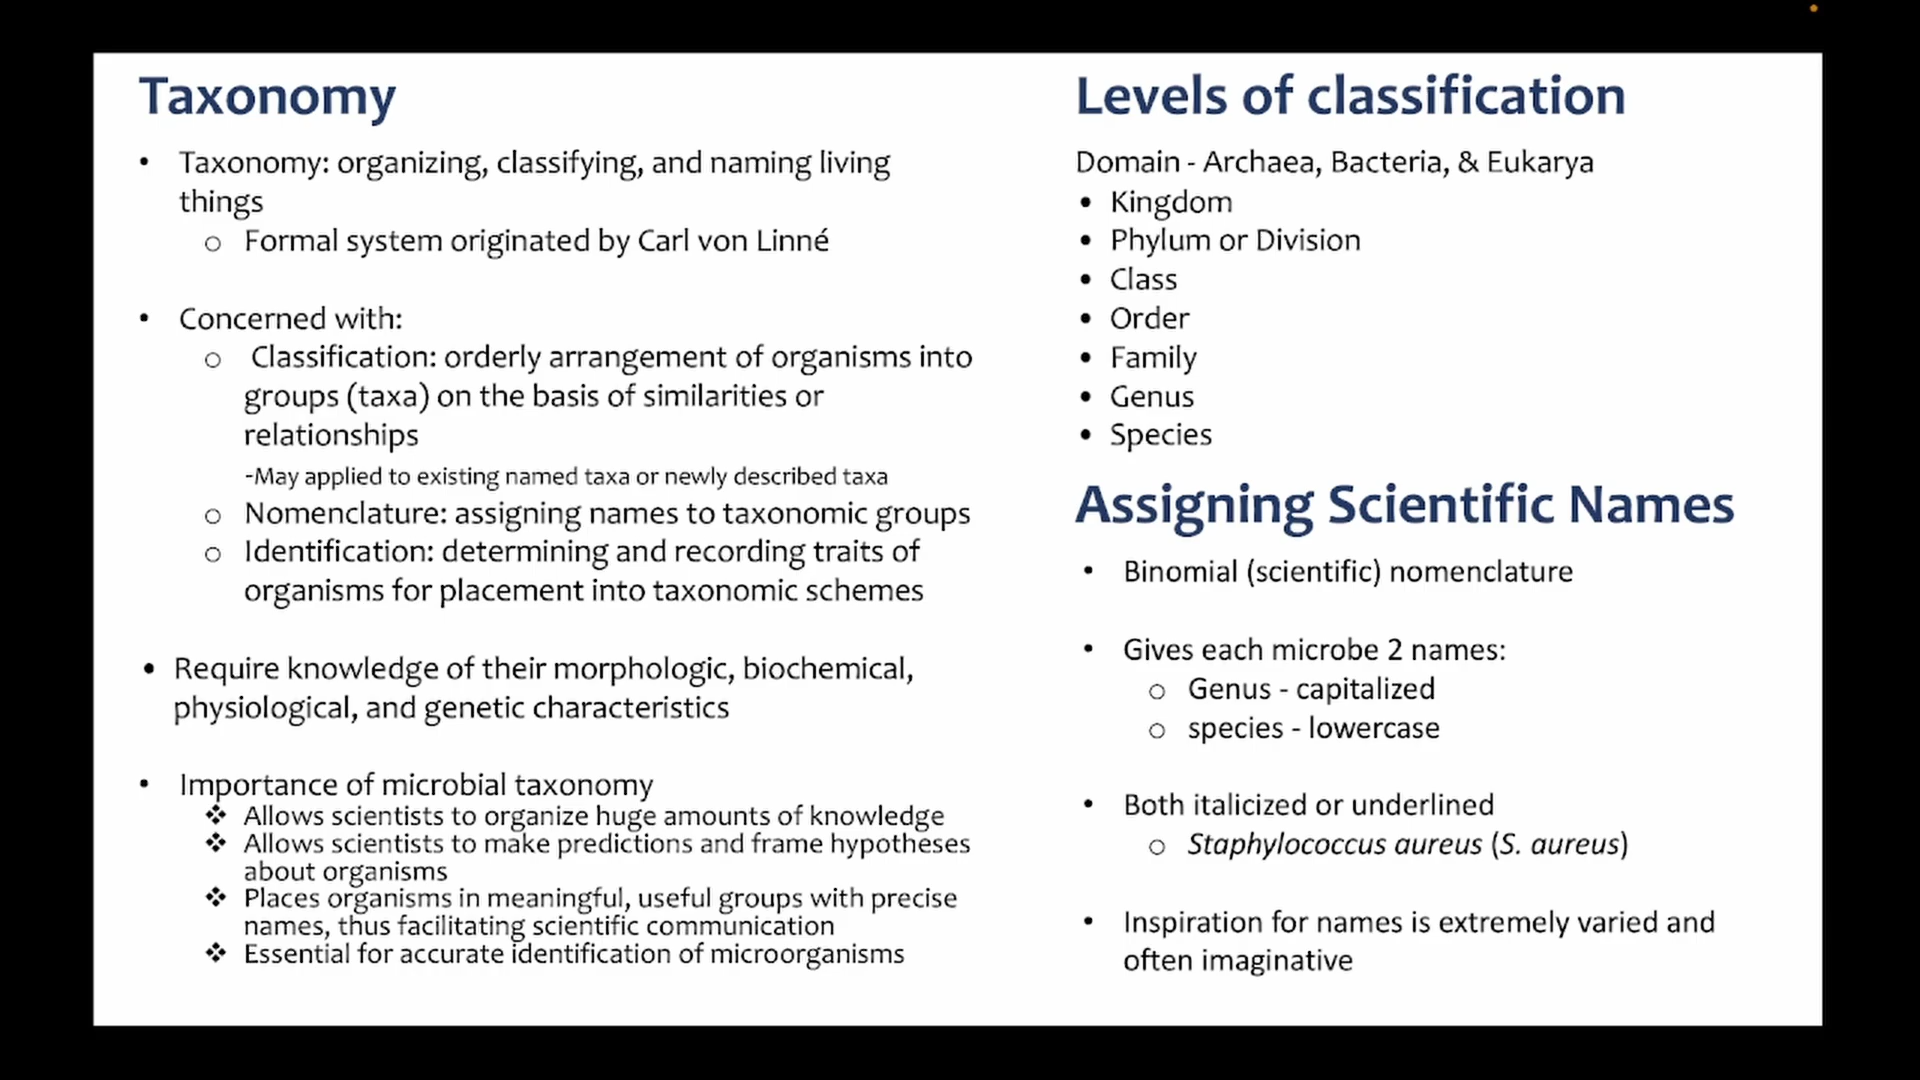 Taxonomy
• Taxonomy: organizing, classifying, and naming living
things
o Formal system originated by Carl von Linné
• Concerned with:
o Classification: orderly arrangement of organisms into
groups (taxa) on the basis of similarities or
relationships
-May applied to existing named taxa or newly described taxa
o Nomenclature: assigning names to taxonomic groups
o Identification: determining and recording traits of
organisms for placement into taxonomic schemes
• Require knowledge of their morphologic, biochemical,
physiological, and genetic characteristics
• Importance of microbial taxonomy
❖ Allows scientists to organize huge amounts of knowledge
❖ Allows scientists to make predictions and frame hypotheses
about organisms
❖ Places organisms in meaningful, useful groups with precise
names, thus facilitating scientific communication
❖ Essential for accurate identification of microorganisms
Levels of classification
Domain - Archaea, Bacteria, & Eukarya
• Kingdom
• Phylum or Division
• Class
• Order
• Family
• Genus
• Species
Assigning Scientific Names
• Binomial (scientific) nomenclature
• Gives each microbe 2 names:
o Genus - capitalized
o species - lowercase
• Both italicized or underlined
o Staphylococcus aureus (S. aureus)
• Inspiration for names is extremely varied and
often imaginative